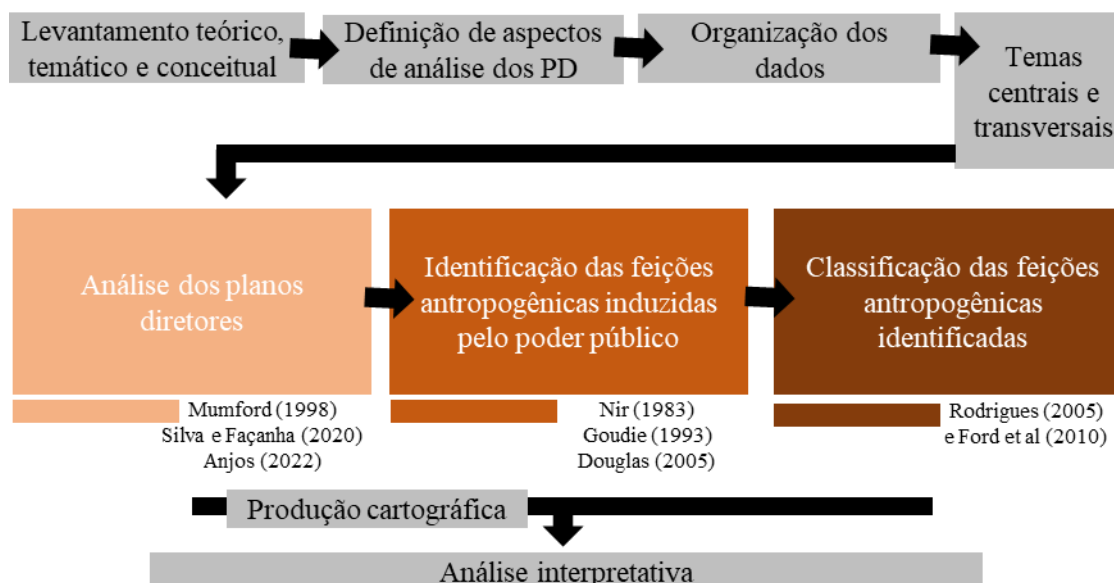 Levantamento teórico,
temático e conceitual
Definição de aspectos
de análise dos PD
Organização dos
dados
Temas
centrais e
transversais
Análise dos planos
diretores
Identificação das feições
antropogênicas induzidas
pelo poder público
Classificação das feições
antropogênicas
identificadas
Mumford (1998)
Silva e Façanha (2020)
Anjos (2022)
Nir (1983)
Goudie (1993)
Douglas (2005)
Rodrigues (2005)
e Ford et al (2010)
Produção cartográfica
Análise interpretativa